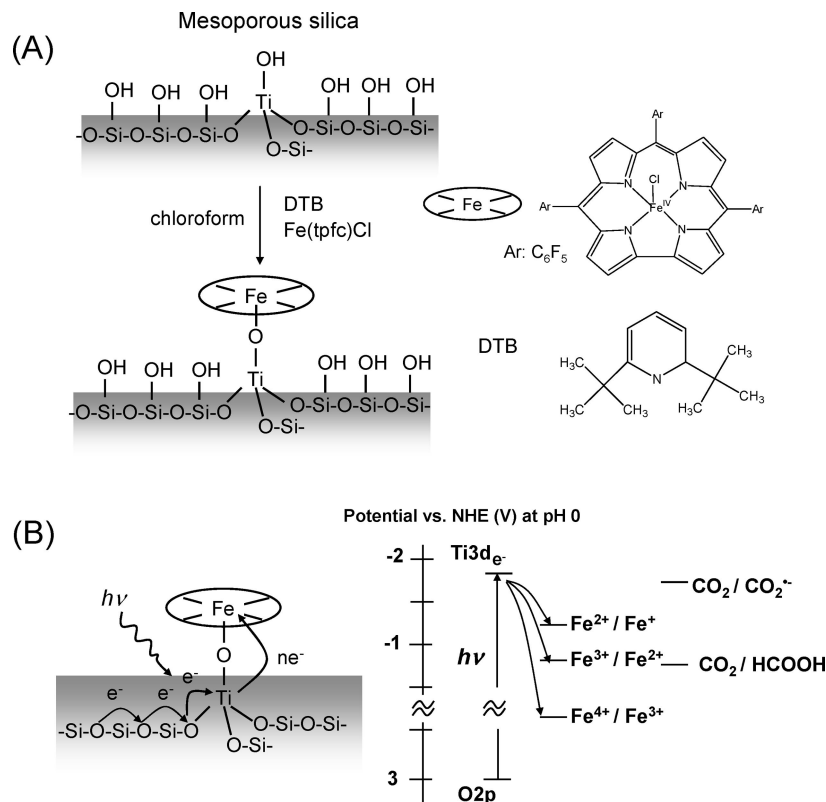 Mesoporous silica
(A)
OH
OH OH OH Ti OH OH OH
-O-Si-O-Si-O-Si-O O-Si-O-Si-O-Si-
O-Si-
chloroform
DTB
Fe(tpfc)Cl
Fe
O
OH OH OH Ti OH OH OH
-O-Si-O-Si-O-Si-O O-Si-O-Si-O-Si-
O-Si-
Fe
Ar
Cl
N N
Ar Fe^IV Ar
N N
Ar: C₆F₅
DTB
H₃C CH₃
N
H₃C CH₃
CH₃ H₃C
(B)
hν
Fe
O
ne⁻
e⁻ e⁻ e⁻
Ti
-Si-O-Si-O-Si-O O-Si-O-Si-
O-Si-
Potential vs. NHE (V) at pH 0
-2
Ti3d e⁻
CO₂ / CO₂•-
Fe²⁺ / Fe⁺
-1
hν
Fe³⁺ / Fe²⁺
CO₂ / HCOOH
≈ ≈
Fe⁴⁺ / Fe³⁺
3
O2p